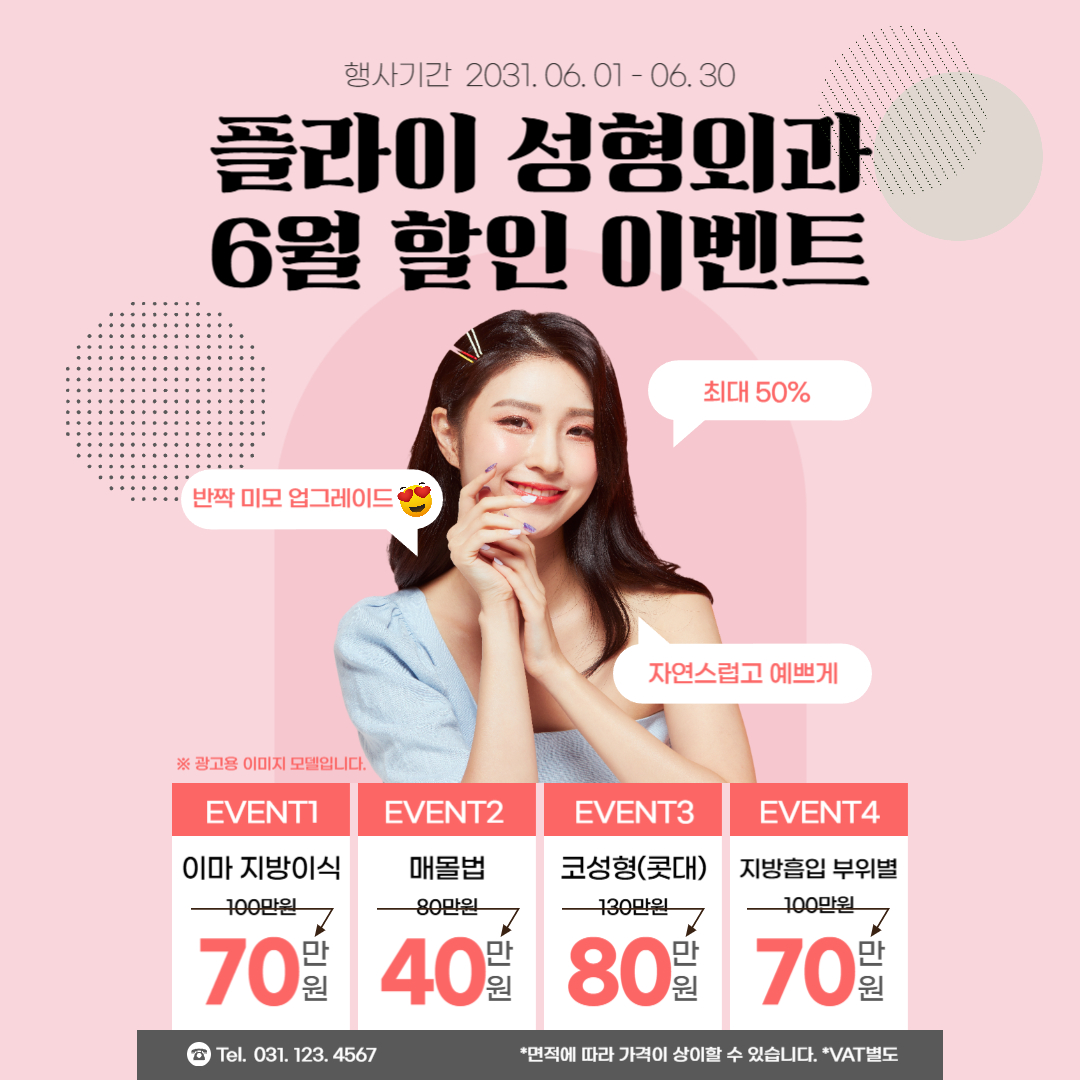 행사기간 2031. 06. 01 - 06. 30
플라이 성형외과
6월 할인 이벤트
최대 50%
반짝 미모 업그레이드
자연스럽고 예쁘게
※ 광고용 이미지 모델입니다.
EVENT1
이마 지방이식
100만원
70만원
EVENT2
매몰법
80만원
40만원
EVENT3
코성형(콧대)
130만원
80만원
EVENT4
지방흡입 부위별
100만원
70만원
Tel. 031. 123. 4567
*면적에 따라 가격이 상이할 수 있습니다. *VAT별도